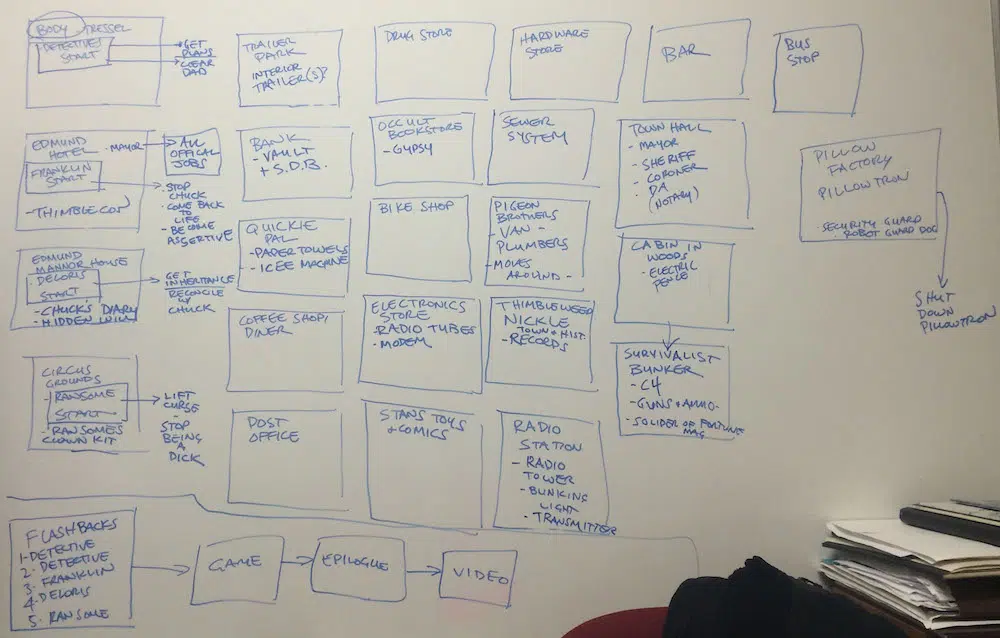 BODY - TRESSEL
DETECTIVES
START
GET
PLANS
CLEAR
DAD
TRAILER
PARK
INTERIOR
TRAILER(S)?
DRUG STORE
HARDWARE
STORE
BAR
BUS
STOP
EDMUND
HOTEL
- MAYOR
FRANKLIN
START
- THIMBLECON
ALL
OFFICAL
JOBS
- STOP
CHUCK
- COME BACK
TO
LIFE
- BECOME
ASSERTIVE
BANK
- VAULT
+ S.D.B.
OCCULT
BOOKSTORE
- GYPSY
SEWER
SYSTEM
TOWN HALL
- MAYOR
- SHERIFF
- CORONER
- DA
(NOTARY)
PILLOW
FACTORY
PILLOWTRON
- SECURITY GUARD
- ROBOT GUARD DOG
SHUT
DOWN
PILLOWTRON
EDMUND
MANNOR HOUSE
DELORIS
START
- CHUCK'S DIARY
- HIDDEN WILL
GET
INHERITANCE
RECONCILE
W/
CHUCK
QUICKIE
PAL
- PAPER TOWELS
- ICEE MACHINE
BIKE SHOP
PIGEON
BROTHERS
- VAN -
PLUMBERS
- MOVES
AROUND -
CABIN IN
WOODS
- ELECTRIC
FENCE
CIRCUS
GROUNDS
- RANSOME
START
- RANSOMES
CLOWN KIT
LIFT
CURSE
-
STOP
BEING
A
DICK
COFFEE SHOP/
DINER
ELECTRONICS
STORE
- RADIO TUBES
- MODEM
THIMBLEWEED
NICKLE
TOWN & HIST.
- RECORDS
SURVIVALIST
BUNKER
- C4
- GUNS & AMMO -
- SOLIDER OF FORTUNE
MAG
POST
OFFICE
STANS TOYS
+ COMICS
RADIO
STATION
- RADIO
TOWER
- BLINKING
LIGHT
- TRANSMITTER
FLASHBACKS
1 - DETECTIVE
2 - DETECTIVE
3 - FRANKLIN
4 - DELORIS
5 - RANSOME
GAME
EPILOGUE
VIDEO